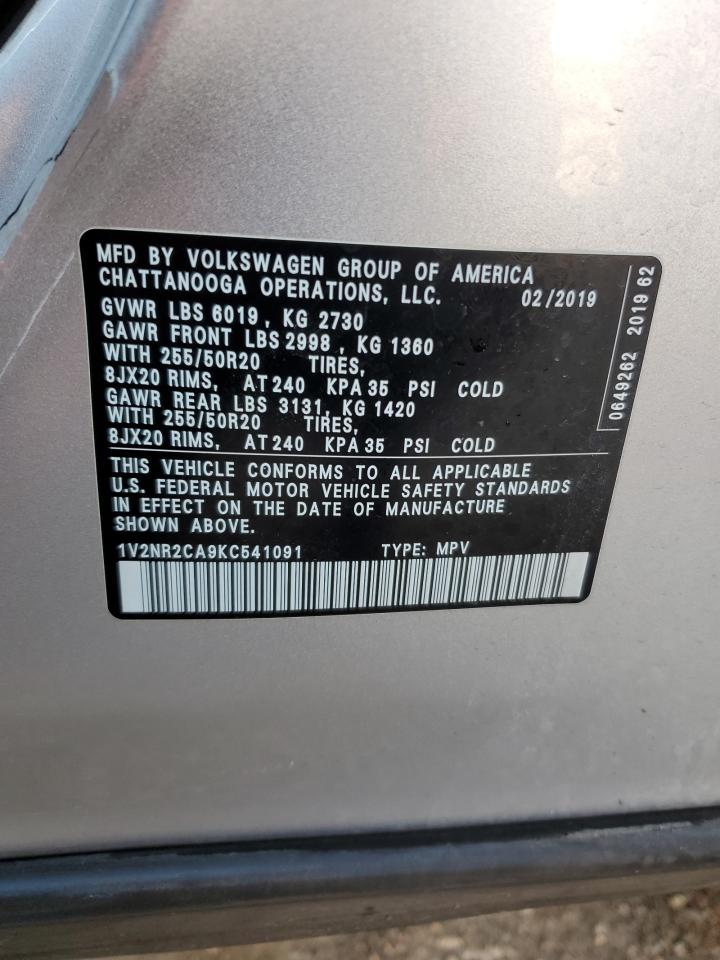 MFD BY VOLKSWAGEN GROUP OF AMERICA
CHATTANOOGA OPERATIONS, LLC. 02/2019
GVWR LBS 6019, KG 2730
GAWR FRONT LBS 2998, KG 1360
WITH 255/50R20 TIRES,
8JX20 RIMS, AT 240 KPA 35 PSI COLD
GAWR REAR LBS 3131, KG 1420
WITH 255/50R20 TIRES,
8JX20 RIMS, AT 240 KPA 35 PSI COLD
THIS VEHICLE CONFORMS TO ALL APPLICABLE
U.S. FEDERAL MOTOR VEHICLE SAFETY STANDARDS
IN EFFECT ON THE DATE OF MANUFACTURE
SHOWN ABOVE.
1V2NR2CA9KC541091 TYPE: MPV
0649262 2019 62